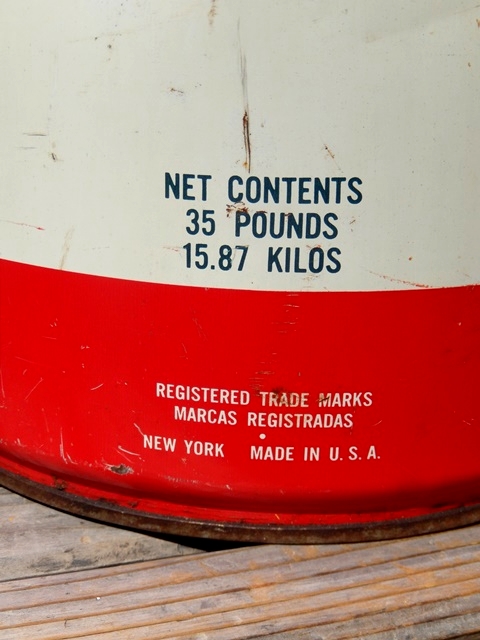 NET CONTENTS
35 POUNDS
15.87 KILOS
REGISTERED TRADE MARKS
MARCAS REGISTRADAS
NEW YORK MADE IN U.S.A.